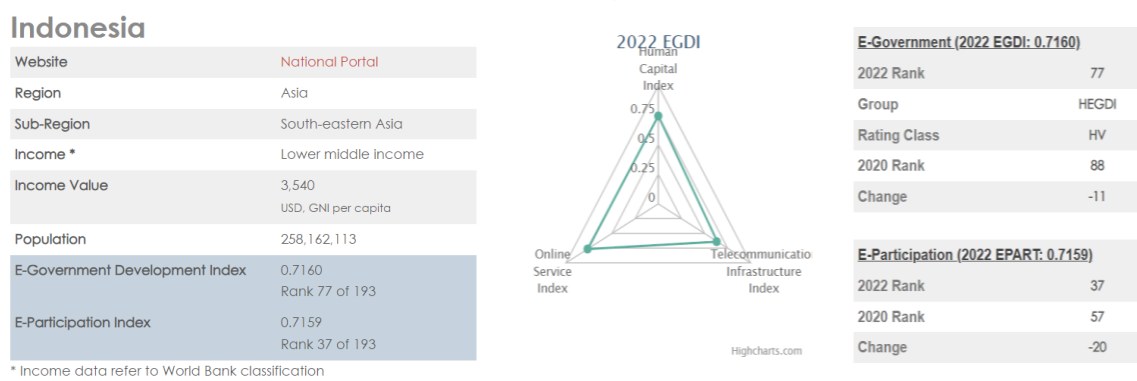 Indonesia
Website National Portal
Region Asia
Sub-Region South-eastern Asia
Income * Lower middle income
Income Value 3,540
USD, GNI per capita
Population 258,162,113
E-Government Development Index 0.7160
Rank 77 of 193
E-Participation Index 0.7159
Rank 37 of 193
* Income data refer to World Bank classification
2022 EGDI
Human
Capital
Index
0.75
0.5
0.25
0
Online
Service
Index
Telecommunicatio
Infrastructure
Index
Highcharts.com
E-Government (2022 EGDI: 0.7160)
2022 Rank 77
Group HEGDI
Rating Class HV
2020 Rank 88
Change -11
E-Participation (2022 EPART: 0.7159)
2022 Rank 37
2020 Rank 57
Change -20